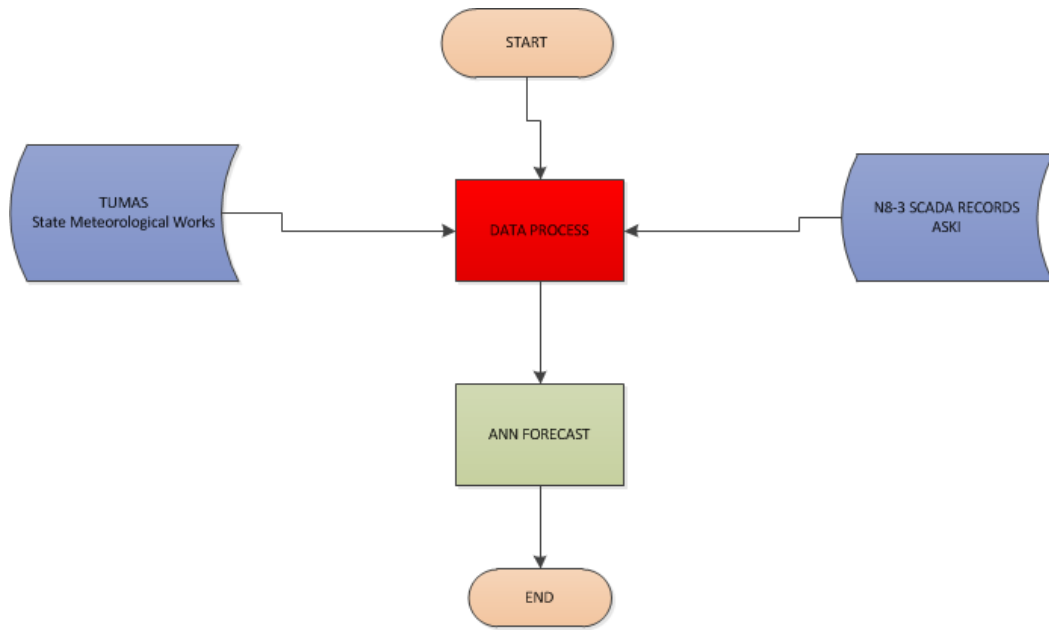 START
TUMAS
State Meteorological Works
DATA PROCESS
N8-3 SCADA RECORDS
ASKI
ANN FORECAST
END